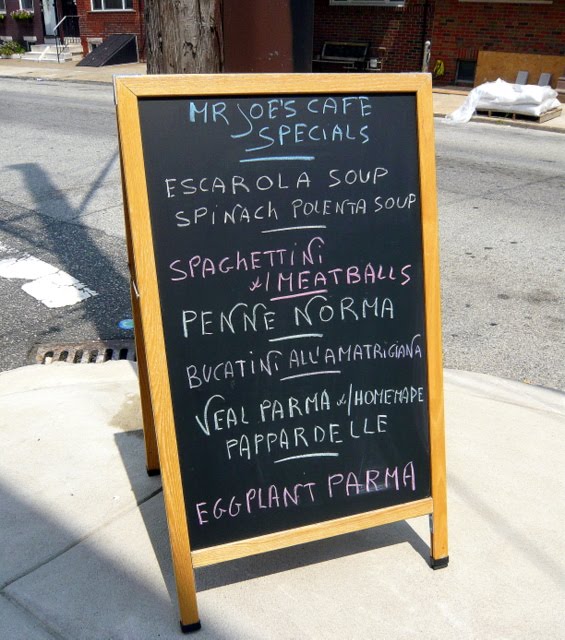 MR JOE'S CAFE
SPECIALS
ESCAROLA SOUP
SPINACH POLENTA SOUP
SPAGHETTINI
w/MEATBALLS
PENNE NORMA
BUCATINI ALL'AMATRIGIANA
VEAL PARMA w/HOMEMADE
PAPPARDELLE
EGGPLANT PARMA